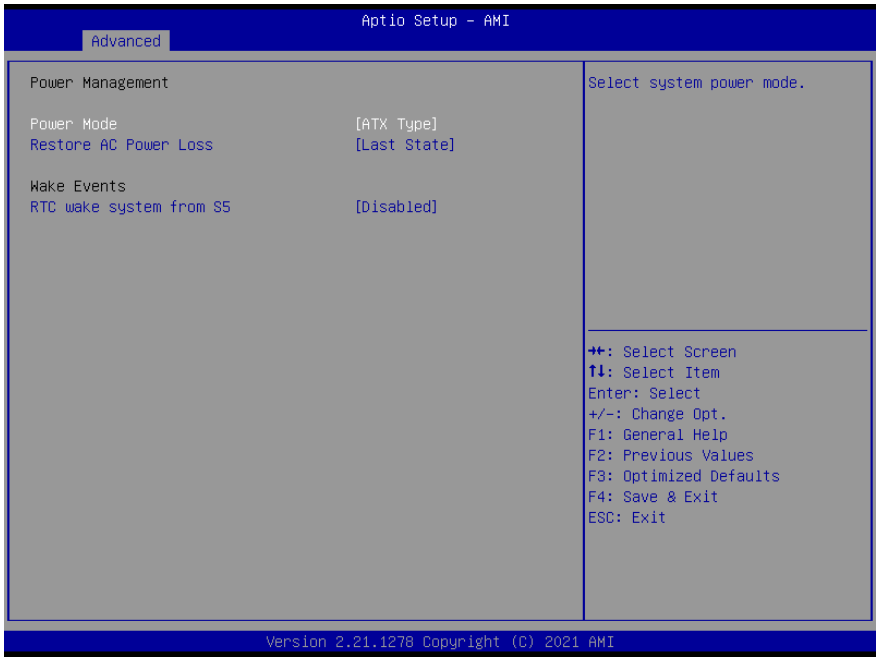 Aptio Setup – AMI
Advanced
Power Management
Power Mode [ATX Type]
Restore AC Power Loss [Last State]
Wake Events
RTC wake system from S5 [Disabled]
Select system power mode.
→←: Select Screen
↑↓: Select Item
Enter: Select
+/-: Change Opt.
F1: General Help
F2: Previous Values
F3: Optimized Defaults
F4: Save & Exit
ESC: Exit
Version 2.21.1278 Copyright (C) 2021 AMI